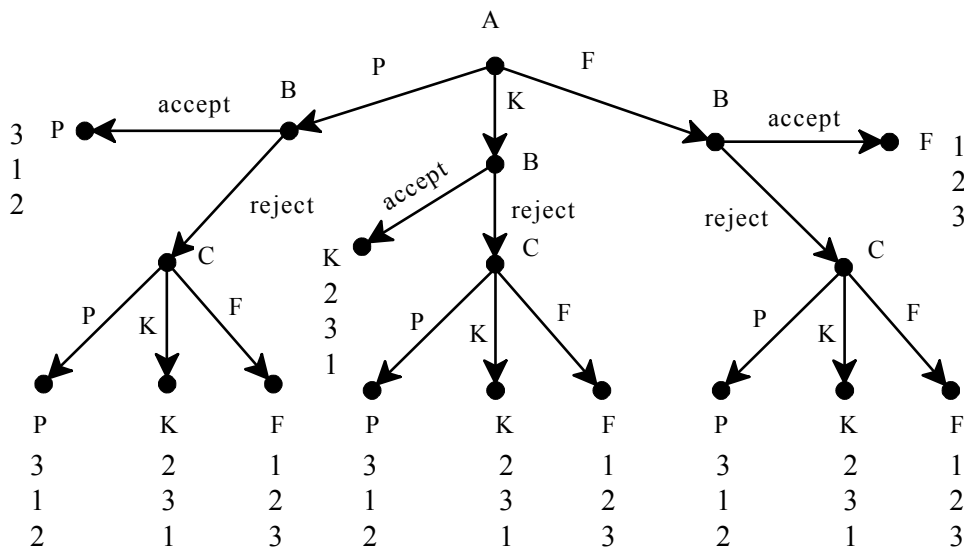 A
P
F
K
B
B
accept
accept
P
3
1
2
F
1
2
3
B
accept
reject
reject
reject
K
2
3
1
C
C
C
P
K
F
P
K
F
P
K
F
P K F P K F P K F
3 2 1 3 2 1 3 2 1
1 3 2 1 3 2 1 3 2
2 1 3 2 1 3 2 1 3